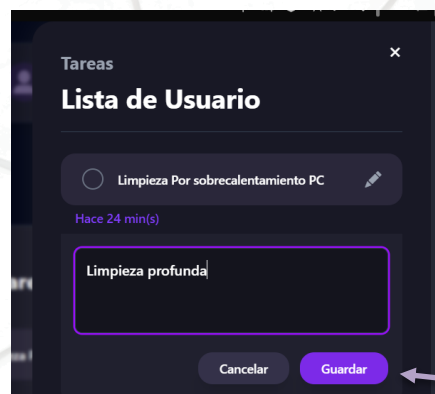 Tareas
Lista de Usuario
Limpieza Por sobrecalentamiento PC
Hace 24 min(s)
Limpieza profunda
Cancelar
Guardar